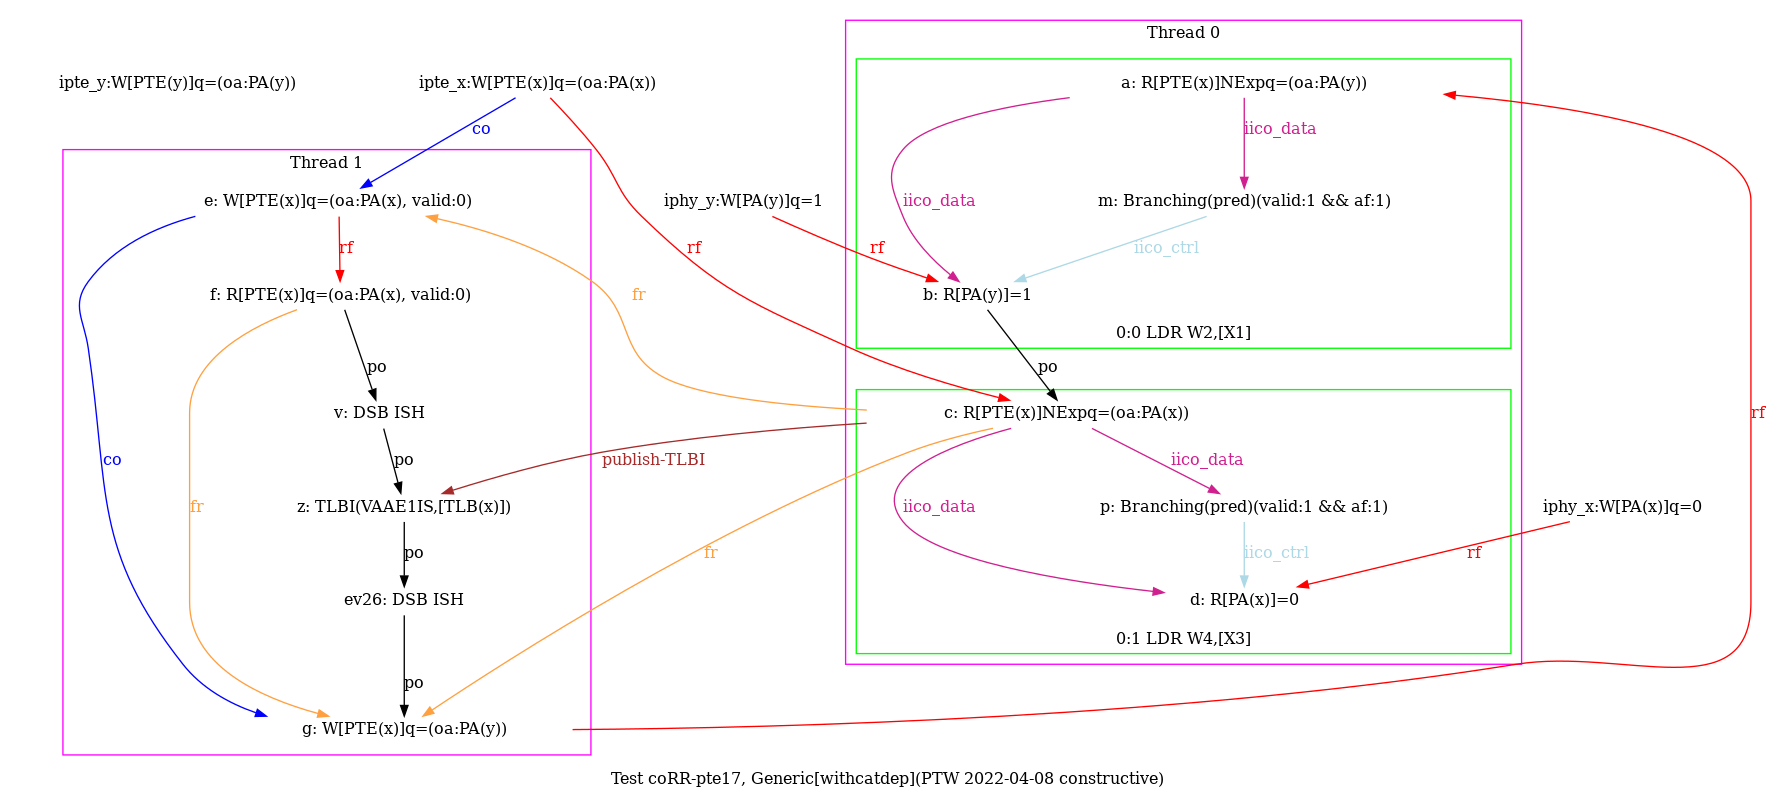 Thread 0
ipte_y:W[PTE(y)]q=(oa:PA(y))
ipte_x:W[PTE(x)]q=(oa:PA(x))
a: R[PTE(x)]NExpq=(oa:PA(y))
co
iico_data
Thread 1
e: W[PTE(x)]q=(oa:PA(x), valid:0)
iphy_y:W[PA(y)]q=1
iico_data
m: Branching(pred)(valid:1 && af:1)
rf
rf
rf
iico_ctrl
f: R[PTE(x)]q=(oa:PA(x), valid:0)
fr
b: R[PA(y)]=1
0:0 LDR W2,[X1]
po
po
v: DSB ISH
c: R[PTE(x)]NExpq=(oa:PA(x))
rf
co
po
publish-TLBI
iico_data
fr
z: TLBI(VAAE1IS,[TLB(x)])
iico_data
p: Branching(pred)(valid:1 && af:1)
iphy_x:W[PA(x)]q=0
po
fr
iico_ctrl
rf
ev26: DSB ISH
d: R[PA(x)]=0
0:1 LDR W4,[X3]
po
g: W[PTE(x)]q=(oa:PA(y))
Test coRR-pte17, Generic[withcatdep](PTW 2022-04-08 constructive)